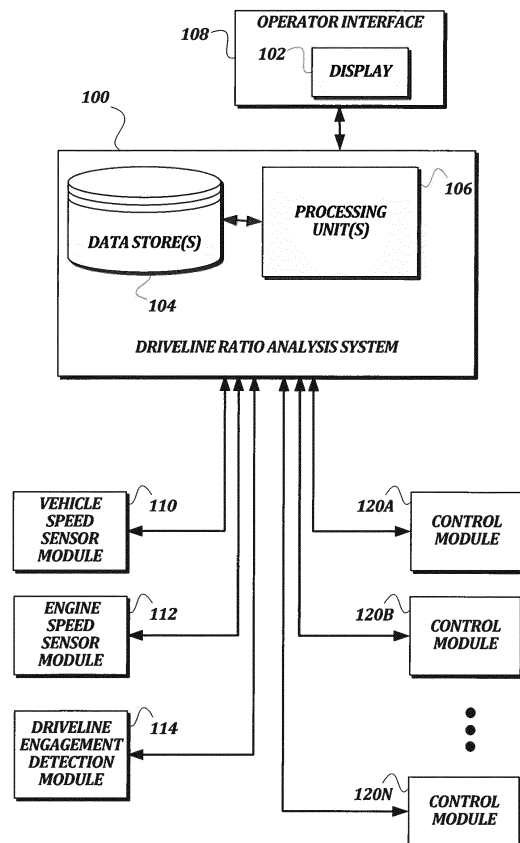 OPERATOR INTERFACE
108
102
DISPLAY
100
DATA STORE(S)
104
PROCESSING
UNIT(S)
106
DRIVELINE RATIO ANALYSIS SYSTEM
VEHICLE
SPEED
SENSOR
MODULE
110
ENGINE
SPEED
SENSOR
MODULE
112
DRIVELINE
ENGAGEMENT
DETECTION
MODULE
114
120A
CONTROL
MODULE
120B
CONTROL
MODULE
120N
CONTROL
MODULE